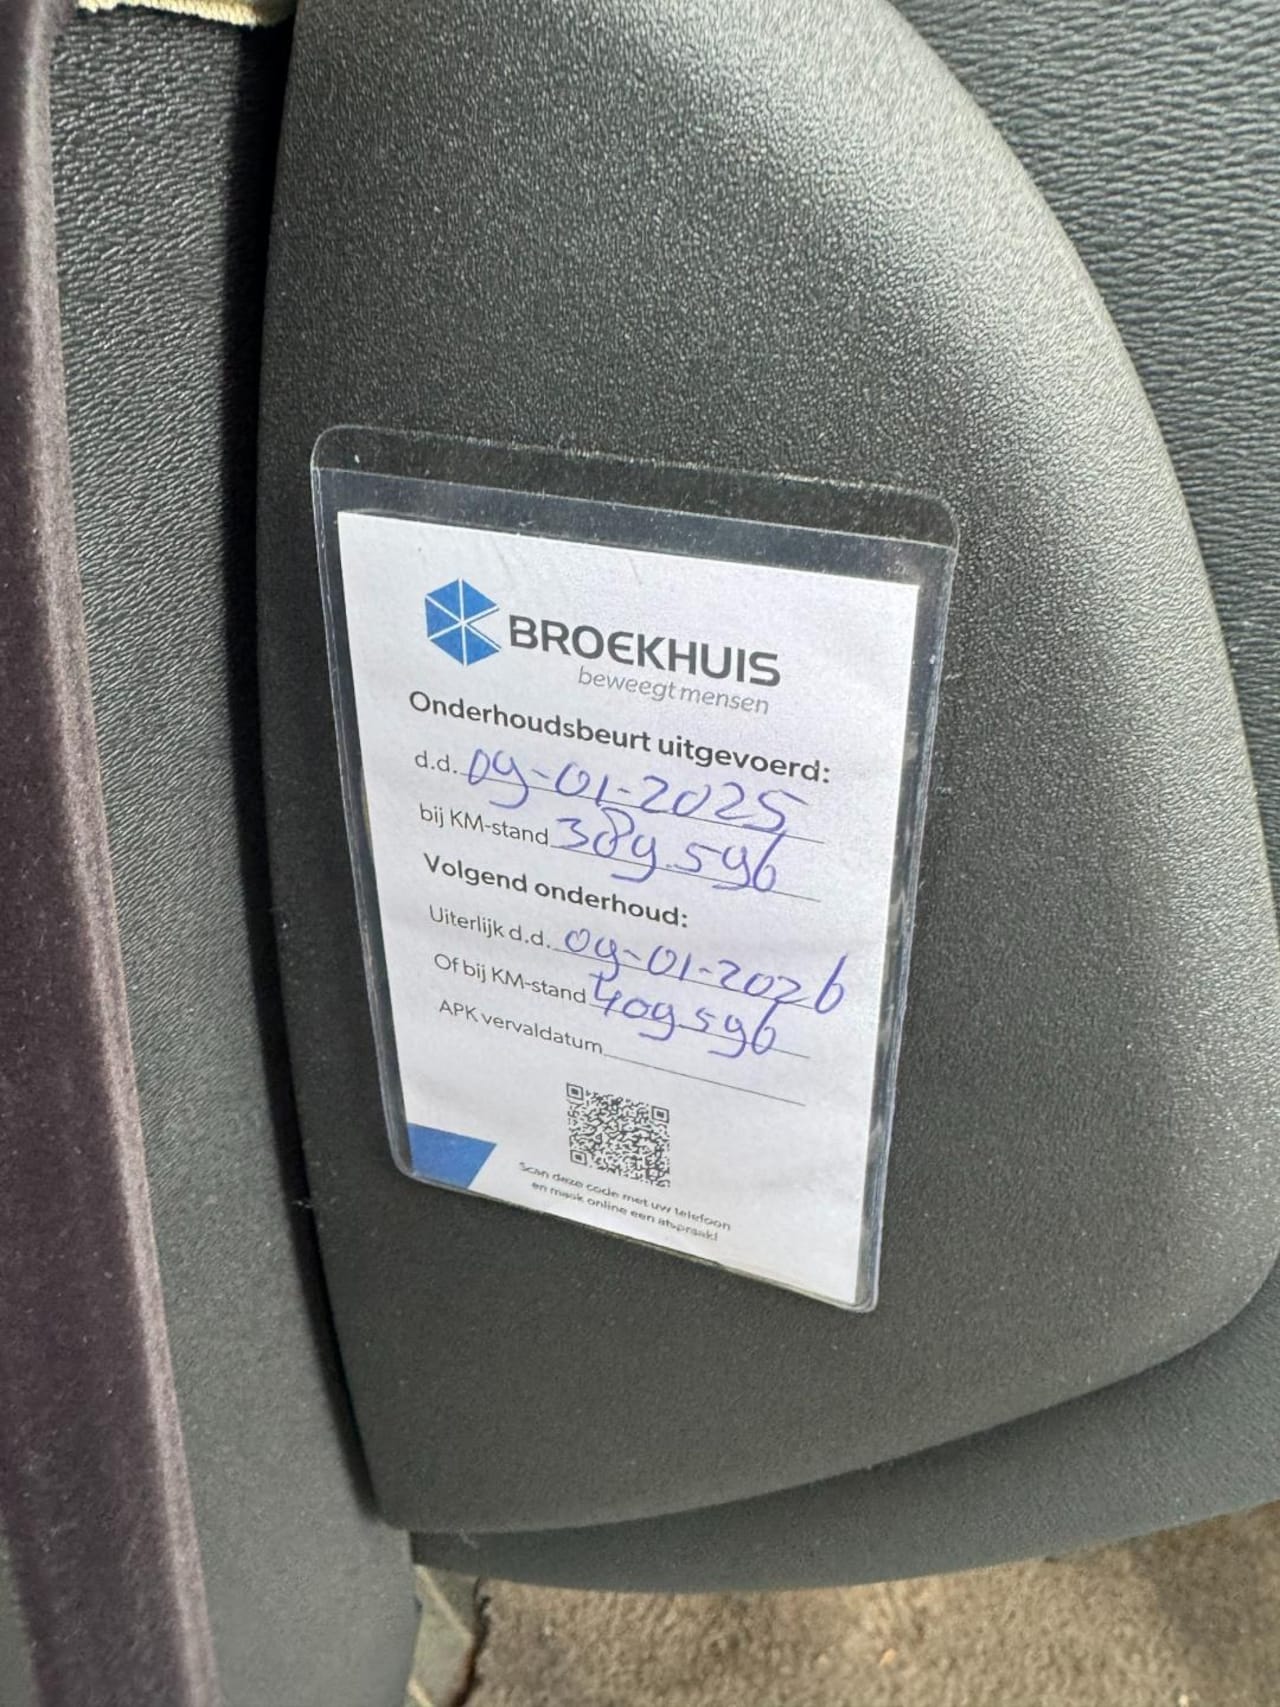 BROEKHUIS
beweegt mensen
Onderhoudsbeurt uitgevoerd:
d.d. 09-01-2025
bij KM-stand 389.596
Volgend onderhoud:
Uiterlijk d.d. 09-01-2026
Of bij KM-stand 409.596
APK vervaldatum
Scan deze code met uw telefoon
en maak online een afspraak!